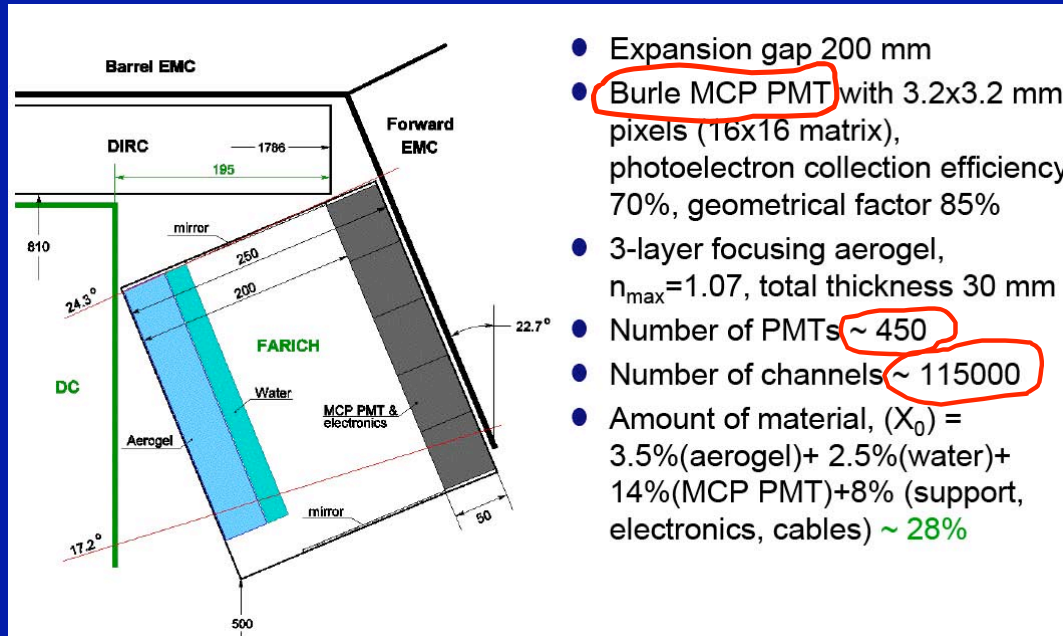 Barrel EMC
DIRC
1786
195
Forward
EMC
810
mirror
250
200
24.3°
22.7°
FARICH
DC
Water
MCP PMT &
electronics
Aerogel
mirror
50
17.2°
500
• Expansion gap 200 mm
• Burle MCP PMT with 3.2x3.2 mm
pixels (16x16 matrix),
photoelectron collection efficiency
70%, geometrical factor 85%
• 3-layer focusing aerogel,
nmax=1.07, total thickness 30 mm
• Number of PMTs ~ 450
• Number of channels ~ 115000
• Amount of material, (X0) =
3.5%(aerogel)+ 2.5%(water)+
14%(MCP PMT)+8% (support,
electronics, cables) ~ 28%